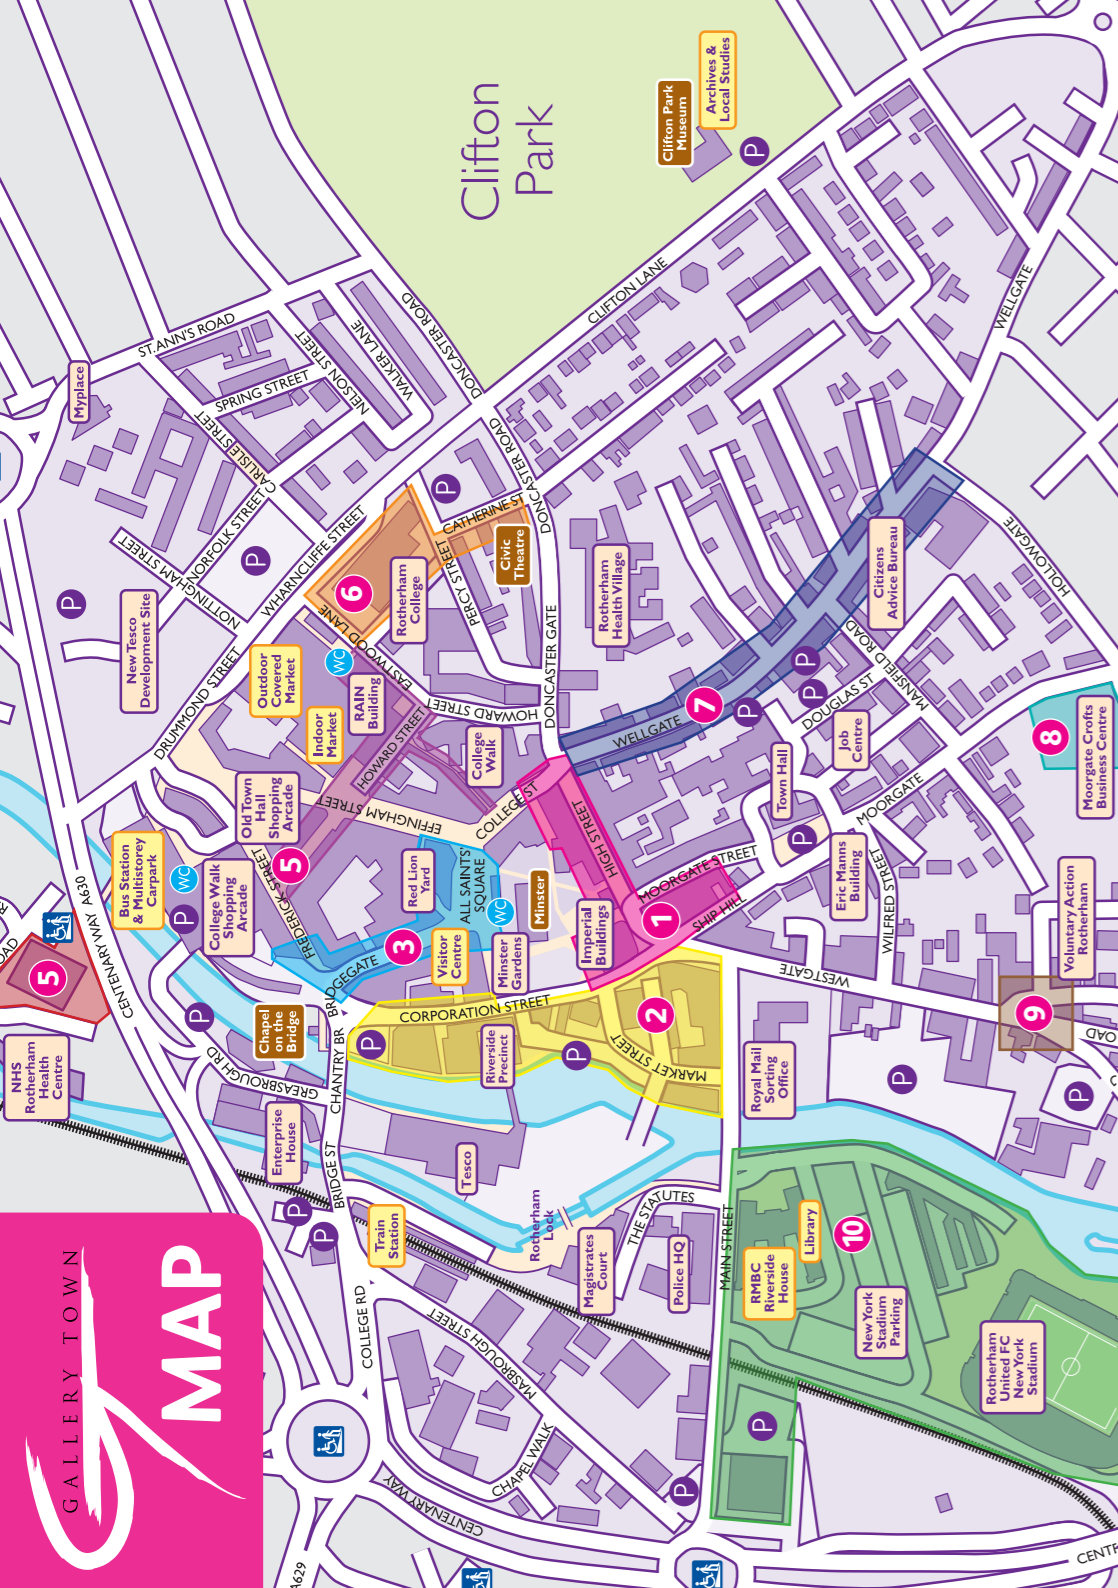 GALLERY TOWN
MAP
Clifton
Park
Clifton Park
Museum
Archives &
Local Studies
P
CLIFTON LANE
WELLGATE
HOLLOWGATE
DONCASTER ROAD
DONCASTER ROAD
DONCASTER ROAD
DONCASTER GATE
ST.ANN'S ROAD
SPRING STREET
NELSON STREET
WALKER LANE
CARLISLE STREET
NORFOLK STREET
NOTTINGHAM STREET
WHARNCLIFFE STREET
DRUMMOND STREET
Myplace
P
P
New Tesco
Development Site
Outdoor
Covered
Market
Indoor
Market
RAIN
Building
WC
EASTWOOD LANE
6
Rotherham
College
P
PERCY STREET
CATHERINE ST
Civic
Theatre
Rotherham
Health Village
HOWARD STREET
HOWARD STREET
College
Walk
COLLEGE ST
EFFINGHAM STREET
Old Town
Hall
Shopping
Arcade
5
FREDERICK STREET
College Walk
Shopping
Arcade
Bus Station
& Multistorey
Carpark
WC
P
P
CENTENARY WAY A630
5
OAD
NHS
Rotherham
Health
Centre
GREASBROUGH RD
Chapel
on the
Bridge
BRIDGEGATE
3
Red Lion
Yard
ALL SAINTS'
SQUARE
WC
Visitor
Centre
Minster
Gardens
Minster
Imperial
Buildings
HIGH STREET
1
MOORGATE STREET
SHIP HILL
WELLGATE
7
P
P
P
Citizens
Advice Bureau
DOUGLAS ST
MANSFIELD ROAD
Job
Centre
Town Hall
P
MOORGATE
Eric Manns
Building
WILFRED STREET
WESTGATE
8
Moorgate Crofts
Business Centre
Voluntary Action
Rotherham
9
OAD
P
P
Royal Mail
Sorting
Office
2
MARKET STREET
CORPORATION STREET
Riverside
Precinct
P
P
CHANTRY BR
BRIDGE ST
Enterprise
House
P
P
Tesco
Train
Station
Rotherham
Lock
Magistrates
Court
THE STATUTES
Police HQ
MAIN STREET
RMBC
Riverside
House
Library
10
New York
Stadium
Parking
Rotherham
United FC
New York
Stadium
P
P
COLLEGE RD
MASBROUGH STREET
CHAPEL WALK
CENTENARY WAY
A629
CENTE